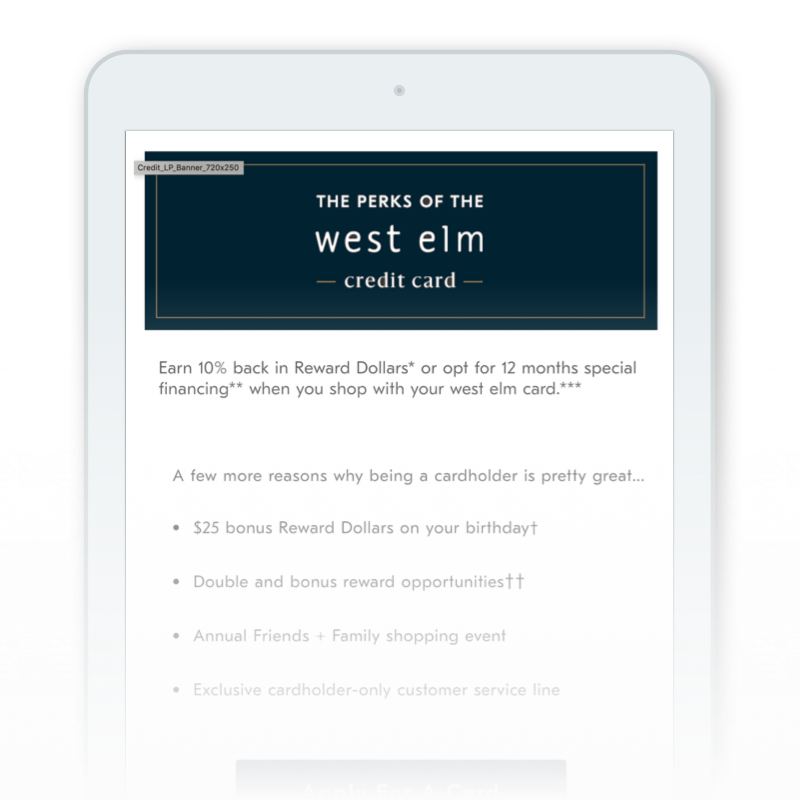 Credit_LP_Banner_720x250
THE PERKS OF THE
west elm
— credit card —
Earn 10% back in Reward Dollars* or opt for 12 months special
financing** when you shop with your west elm card.***
A few more reasons why being a cardholder is pretty great...
• $25 bonus Reward Dollars on your birthday†
• Double and bonus reward opportunities††
• Annual Friends + Family shopping event
• Exclusive cardholder-only customer service line
Apply For A Card